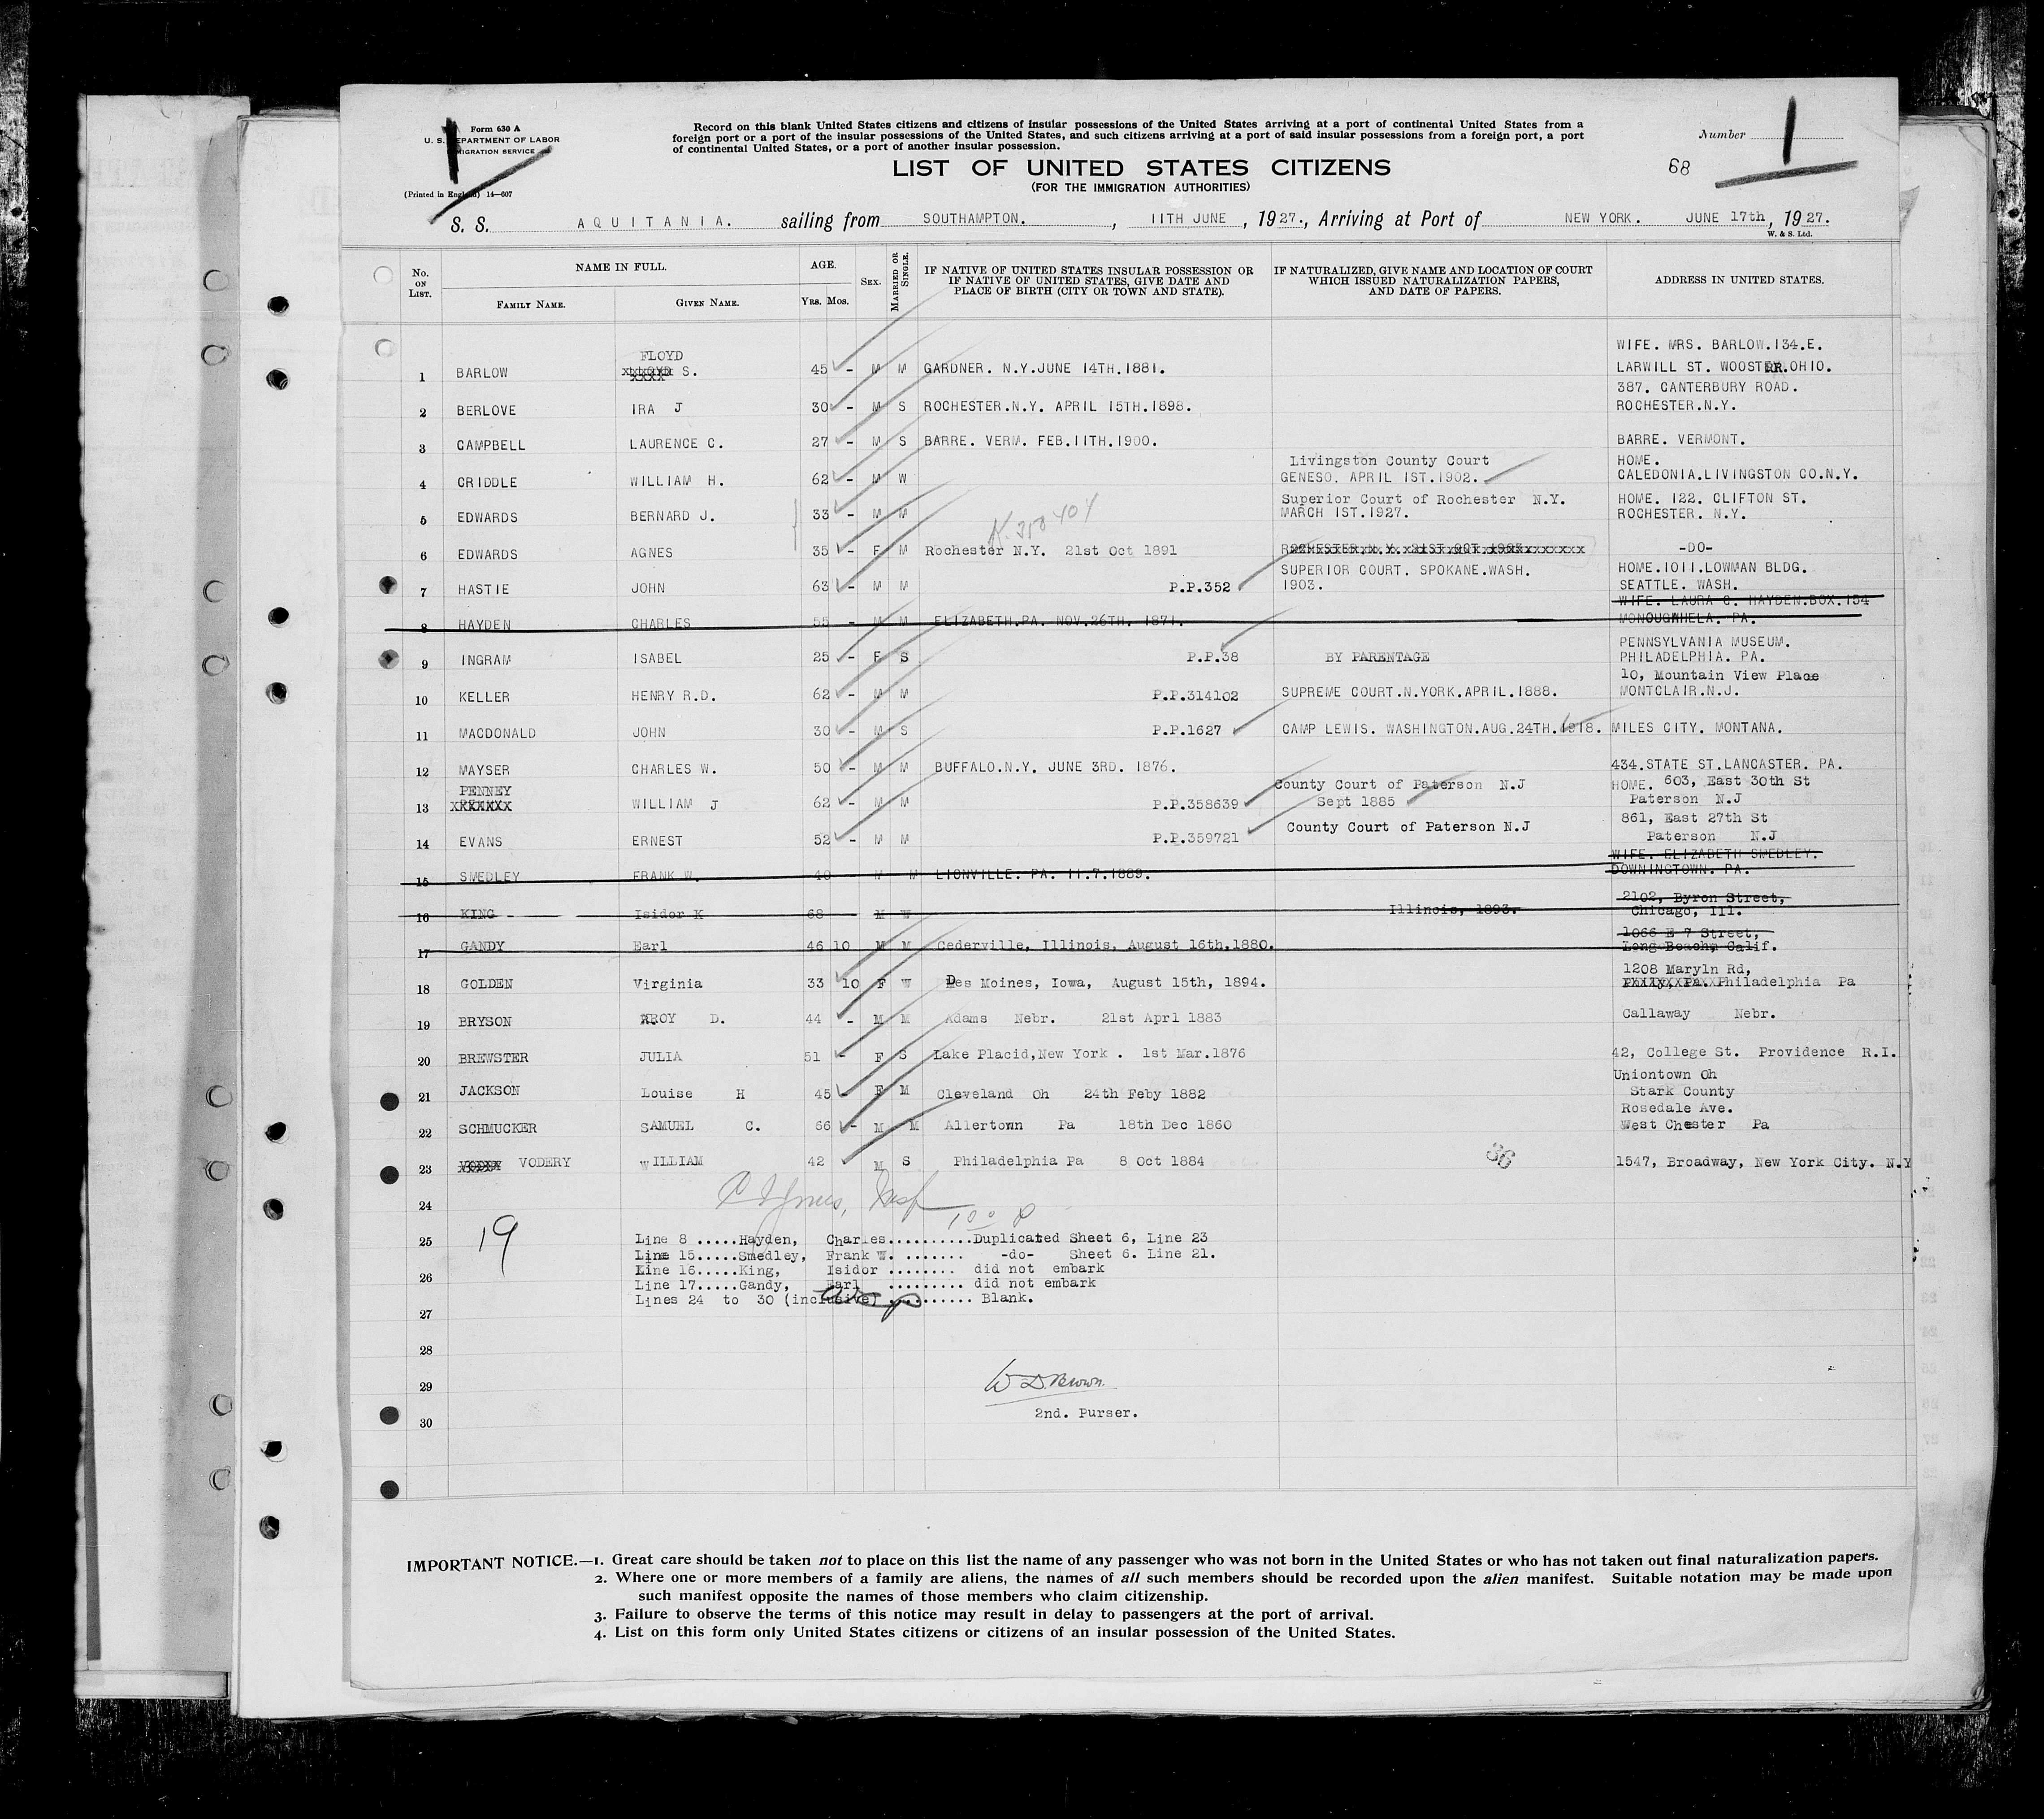 Form 630 A
U. S. DEPARTMENT OF LABOR
IMMIGRATION SERVICE
(Printed in England) 14—607
Record on this blank United States citizens and citizens of insular possessions of the United States arriving at a port of continental United States from a
foreign port or a port of the insular possessions of the United States, and such citizens arriving at a port of said insular possessions from a foreign port, a port
of continental United States, or a port of another insular possession.
Number 1
68
LIST OF UNITED STATES CITIZENS
(FOR THE IMMIGRATION AUTHORITIES)
S. S. AQUITANIA. sailing from SOUTHAMPTON., 11TH JUNE, 1927., Arriving at Port of NEW YORK. JUNE 17th, 1927.
W. & S. Ltd.
No. ON LIST. NAME IN FULL. AGE. SEX. MARRIED OR SINGLE. IF NATIVE OF UNITED STATES INSULAR POSSESSION OR IF NATIVE OF UNITED STATES, GIVE DATE AND PLACE OF BIRTH (CITY OR TOWN AND STATE). IF NATURALIZED, GIVE NAME AND LOCATION OF COURT WHICH ISSUED NATURALIZATION PAPERS, AND DATE OF PAPERS. ADDRESS IN UNITED STATES.
FAMILY NAME. GIVEN NAME. YRS. MOS.
WIFE. MRS. BARLOW.134.E.
1 BARLOW FLOYD S. 45 - M M GARDNER. N.Y.JUNE 14TH.1881. LARWILL ST. WOOSTER.OHIO.
387. CANTERBURY ROAD.
2 BERLOVE IRA J 30 - M S ROCHESTER.N.Y. APRIL 15TH.1898. ROCHESTER.N.Y.
3 CAMPBELL LAURENCE C. 27 - M S BARRE. VERM. FEB.11TH.1900. BARRE. VERMONT.
Livingston County Court HOME.
4 CRIDDLE WILLIAM H. 62 - M W GENESO. APRIL 1ST.1902. CALEDONIA.LIVINGSTON CO.N.Y.
Superior Court of Rochester N.Y. HOME. 122. CLIFTON ST.
5 EDWARDS BERNARD J. 33 - M M MARCH 1ST.1927. ROCHESTER. N.Y.
6 EDWARDS AGNES 35 - F M Rochester N.Y. 21st Oct 1891 -DO-
SUPERIOR COURT. SPOKANE.WASH. HOME.1011.LOWMAN BLDG.
7 HASTIE JOHN 63 - M M P.P.352 1903. SEATTLE. WASH.
WIFE. LAURA C. HAYDEN.BOX.154
8 HAYDEN CHARLES 55 - M M ELIZABETH.PA. NOV.26TH. 1871. MONOUGWHELA. PA.
PENNSYLVANIA MUSEUM.
9 INGRAM ISABEL 25 - F S P.P.38 BY PARENTAGE PHILADELPHIA. PA.
10, Mountain View Place
10 KELLER HENRY R.D. 62 - M M P.P.314102 SUPREME COURT.N.YORK.APRIL.1888. MONTCLAIR.N.J.
11 MACDONALD JOHN 30 - M S P.P.1627 CAMP LEWIS. WASHINGTON.AUG.24TH.1918. MILES CITY. MONTANA.
12 MAYSER CHARLES W. 50 - M M BUFFALO.N.Y. JUNE 3RD. 1876. 434.STATE ST.LANCASTER. PA.
PENNEY County Court of Paterson N.J HOME. 603, East 30th St
13 XXXXXXX WILLIAM J 62 - M M P.P.358639 Sept 1885 Paterson N.J
861, East 27th St
14 EVANS ERNEST 52 - M M P.P.359721 County Court of Paterson N.J Paterson N.J
WIFE. ELIZABETH SMEDLEY.
15 SMEDLEY FRANK W. 40 - M M LIONVILLE. PA. 11.7.1889. DOWNINGTOWN. PA.
2102, Byron Street,
16 KING - Isidor K 68 M W Illinois, 1893. Chicago, Ill.
1066 E 7 Street,
17 GANDY Earl 46 10 M M Cederville, Illinois, August 16th.1880. Long Beach, Calif.
1208 Maryln Rd,
18 GOLDEN Virginia 33 10 F W Des Moines, Iowa, August 15th, 1894. Philadelphia Pa
19 BRYSON ROY D. 44 - M M Adams Nebr. 21st Aprl 1883 Callaway Nebr.
20 BREWSTER JULIA 51 - F S Lake Placid,New York . 1st Mar.1876 42, College St. Providence R.I.
Uniontown Oh
21 JACKSON Louise H 45 - F M Cleveland Oh 24th Feby 1882 Stark County
Rosedale Ave.
22 SCHMUCKER SAMUEL C. 66 - M M Allertown Pa 18th Dec 1860 West Chester Pa
23 VODERY WILLIAM 42 M S Philadelphia Pa 8 Oct 1884 1547, Broadway, New York City. N.Y
24
19
25 Line 8 .....Hayden, Charles..........Duplicated Sheet 6, Line 23
Line 15.....Smedley, Frank W. ....... -do- Sheet 6. Line 21.
26 Line 16.....King, Isidor ........ did not embark
Line 17.....Gandy, Earl ......... did not embark
27 Lines 24 to 30 (inclusive) .......... Blank.
28
29 W D. Brown.
30 2nd. Purser.
IMPORTANT NOTICE.—1. Great care should be taken not to place on this list the name of any passenger who was not born in the United States or who has not taken out final naturalization papers.
2. Where one or more members of a family are aliens, the names of all such members should be recorded upon the alien manifest. Suitable notation may be made upon
such manifest opposite the names of those members who claim citizenship.
3. Failure to observe the terms of this notice may result in delay to passengers at the port of arrival.
4. List on this form only United States citizens or citizens of an insular possession of the United States.